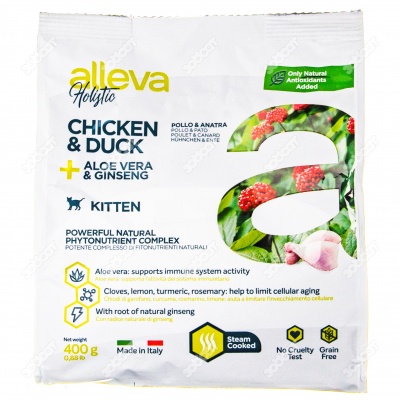 alleva
Holistic
Only Natural
Antioxidants
Added
CHICKEN
& DUCK
POLLO & ANATRA
POLLO & PATO
POULET & CANARD
HÜHNCHEN & ENTE
+ ALOE VERA
& GINSENG
KITTEN
POWERFUL NATURAL
PHYTONUTRIENT COMPLEX
POTENTE COMPLESSO DI FITONUTRIENTI NATURALI
Aloe vera: supports immune system activity
Cloves, lemon, turmeric, rosemary: help to limit cellular aging
With root of natural ginseng
Con radice naturale di ginseng
Net weight
400 g
0,88 lb
Made in Italy
Steam
Cooked
No Cruelty
Test
Grain
Free